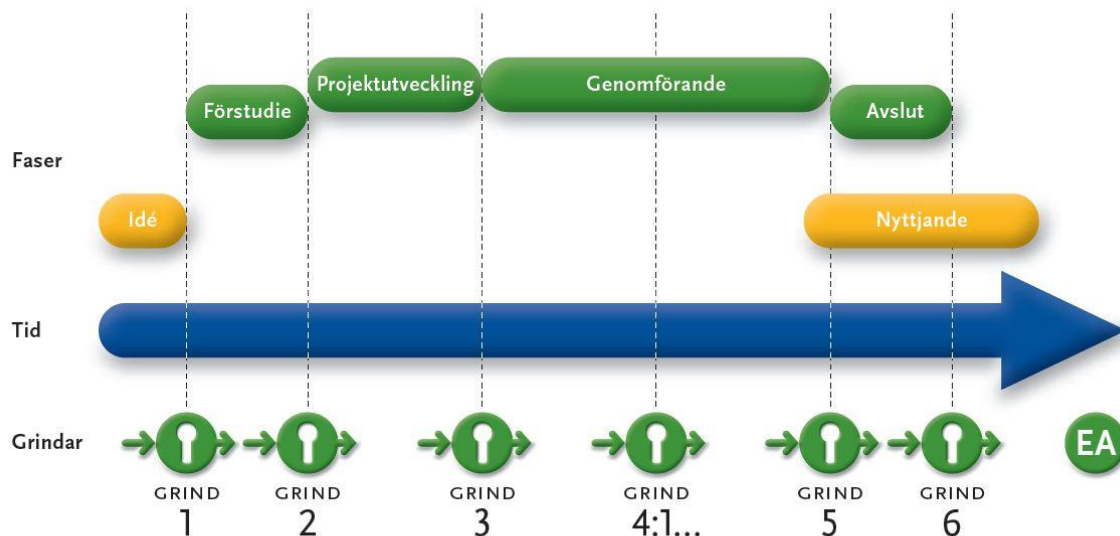 Projektutveckling
Genomförande
Förstudie
Avslut
Faser
Idé
Nyttjande
Tid
Grindar
EA
GRIND
1
GRIND
2
GRIND
3
GRIND
4:1...
GRIND
5
GRIND
6